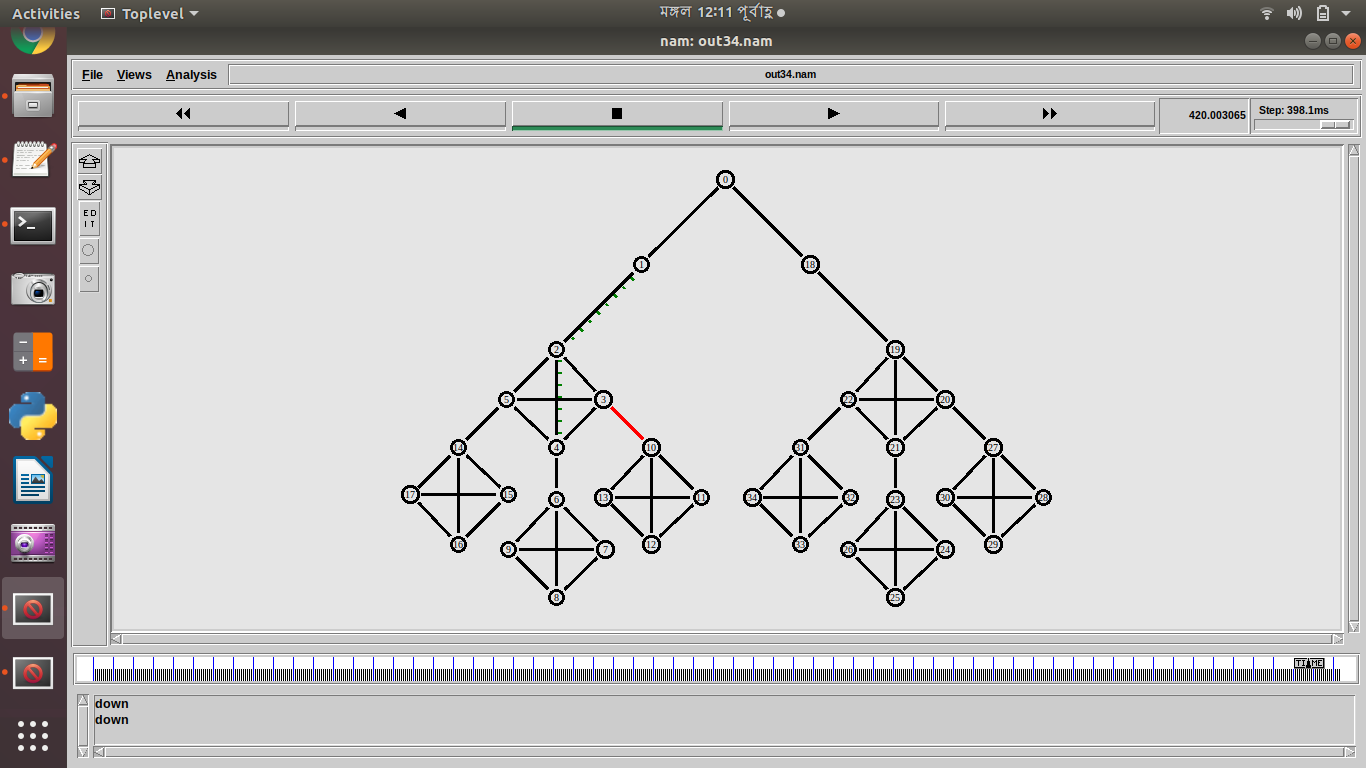 Activities Toplevel মঙ্গল 12:11 পূর্বাহ্ণ
nam: out34.nam
File Views Analysis out34.nam
420.003065 Step: 398.1ms
ED
IT
0
1 18
2 19
5 3 22 20
14 4 10 31 21 27
17 15 6 13 11 34 32 23 30 28
16 9 7 12 33 26 24 29
8 25
TIME
down
down